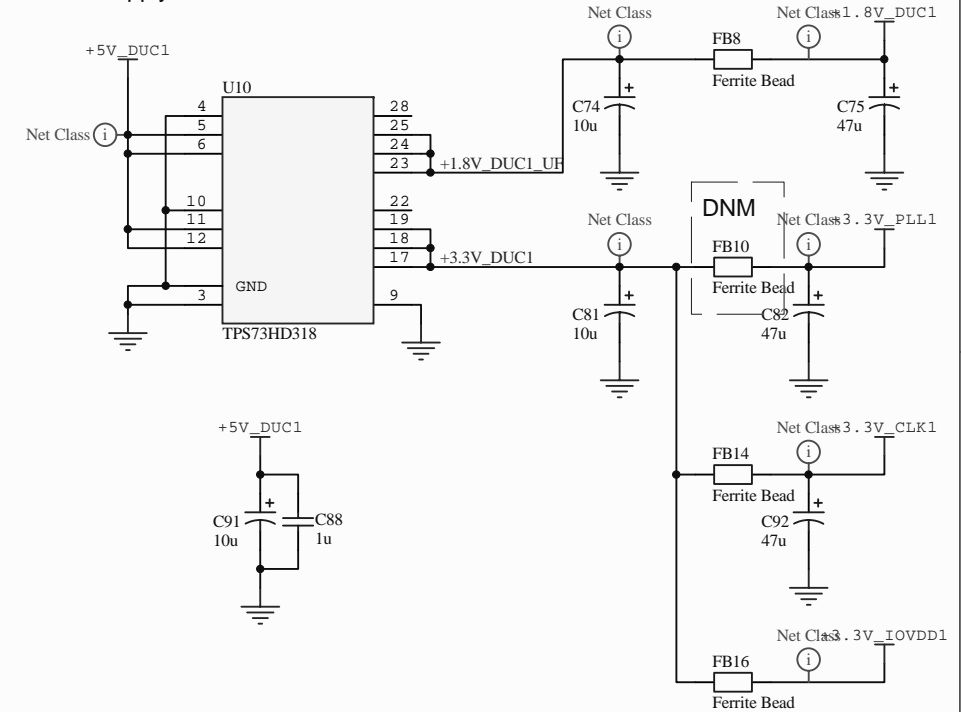 +5V_DUC1
Net Class
i
U10
4
5
6
10
11
12
GND
3
28
25
24
23
22
19
18
17
9
TPS73HD318
+1.8V_DUC1_UF
+3.3V_DUC1
Net Class
i
C74
10u
FB8
Ferrite Bead
Net Class
i
+1.8V_DUC1
C75
47u
Net Class
i
C81
10u
DNM
FB10
Ferrite Bead
Net Class
i
+3.3V_PLL1
C82
47u
FB14
Ferrite Bead
Net Class
i
+3.3V_CLK1
C92
47u
FB16
Ferrite Bead
Net Class
i
+3.3V_IOVDD1
+5V_DUC1
C91
10u
C88
1u